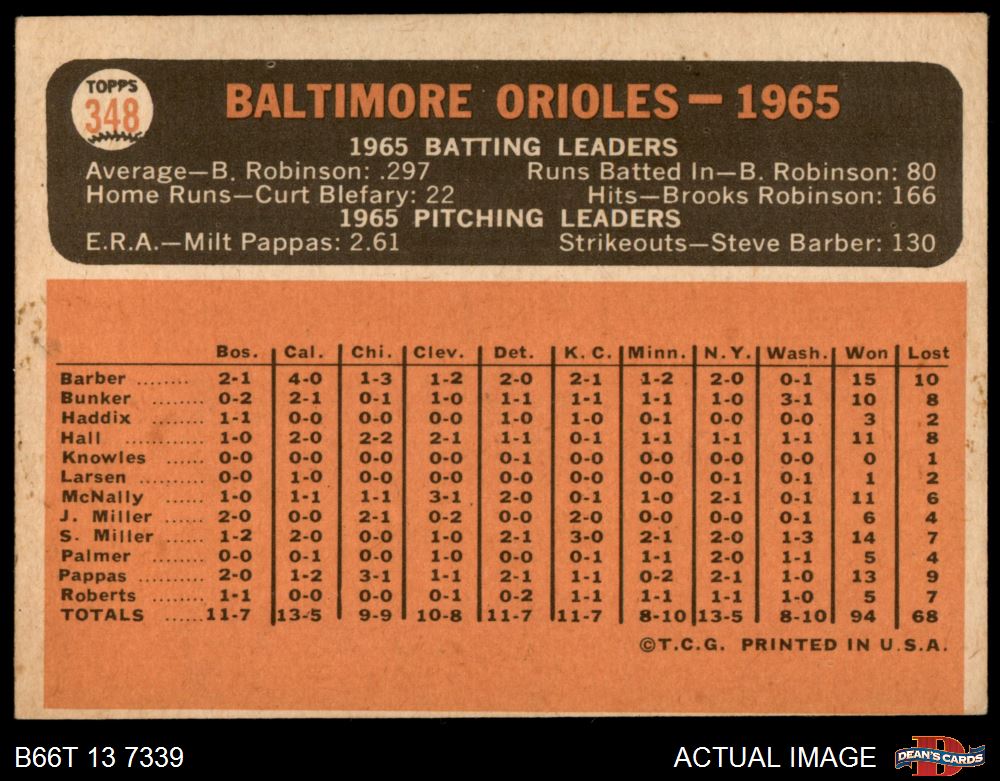 TOPPS
348
BALTIMORE ORIOLES — 1965
1965 BATTING LEADERS
Average—B. Robinson: .297 Runs Batted In—B. Robinson: 80
Home Runs—Curt Blefary: 22 Hits—Brooks Robinson: 166
1965 PITCHING LEADERS
E.R.A.—Milt Pappas: 2.61 Strikeouts—Steve Barber: 130
Bos. Cal. Chi. Clev. Det. K. C. Minn. N.Y. Wash. Won Lost
Barber ........ 2-1 4-0 1-3 1-2 2-0 2-1 1-2 2-0 0-1 15 10
Bunker ........ 0-2 2-1 0-1 1-0 1-1 1-1 1-1 1-0 3-1 10 8
Haddix ........ 1-1 0-0 0-0 0-0 1-0 1-0 0-1 0-0 0-0 3 2
Hall ...... 1-0 2-0 2-2 2-1 1-1 0-1 1-1 1-1 1-1 11 8
Knowles ...... 0-0 0-0 0-0 0-0 0-1 0-0 0-0 0-0 0-0 0 1
Larsen ...... 0-0 1-0 0-0 0-0 0-0 0-0 0-0 0-1 0-1 1 2
McNally ...... 1-0 1-1 1-1 3-1 2-0 0-1 1-0 2-1 0-1 11 6
J. Miller ...... 2-0 0-0 2-1 0-2 0-0 2-0 0-0 0-0 0-1 6 4
S. Miller ...... 1-2 2-0 0-0 1-0 2-1 3-0 2-1 2-0 1-3 14 7
Palmer ...... 0-0 0-1 0-0 1-0 0-0 0-1 1-1 2-0 1-1 5 4
Pappas ........ 2-0 1-2 3-1 1-1 2-1 1-1 0-2 2-1 1-0 13 9
Roberts ...... 1-1 0-0 0-0 0-1 0-2 1-1 1-1 1-1 1-0 5 7
TOTALS ......11-7 13-5 9-9 10-8 11-7 11-7 8-10 13-5 8-10 94 68
©T.C.G. PRINTED IN U.S.A.
B66T 13 7339 ACTUAL IMAGE DEAN'S CARDS